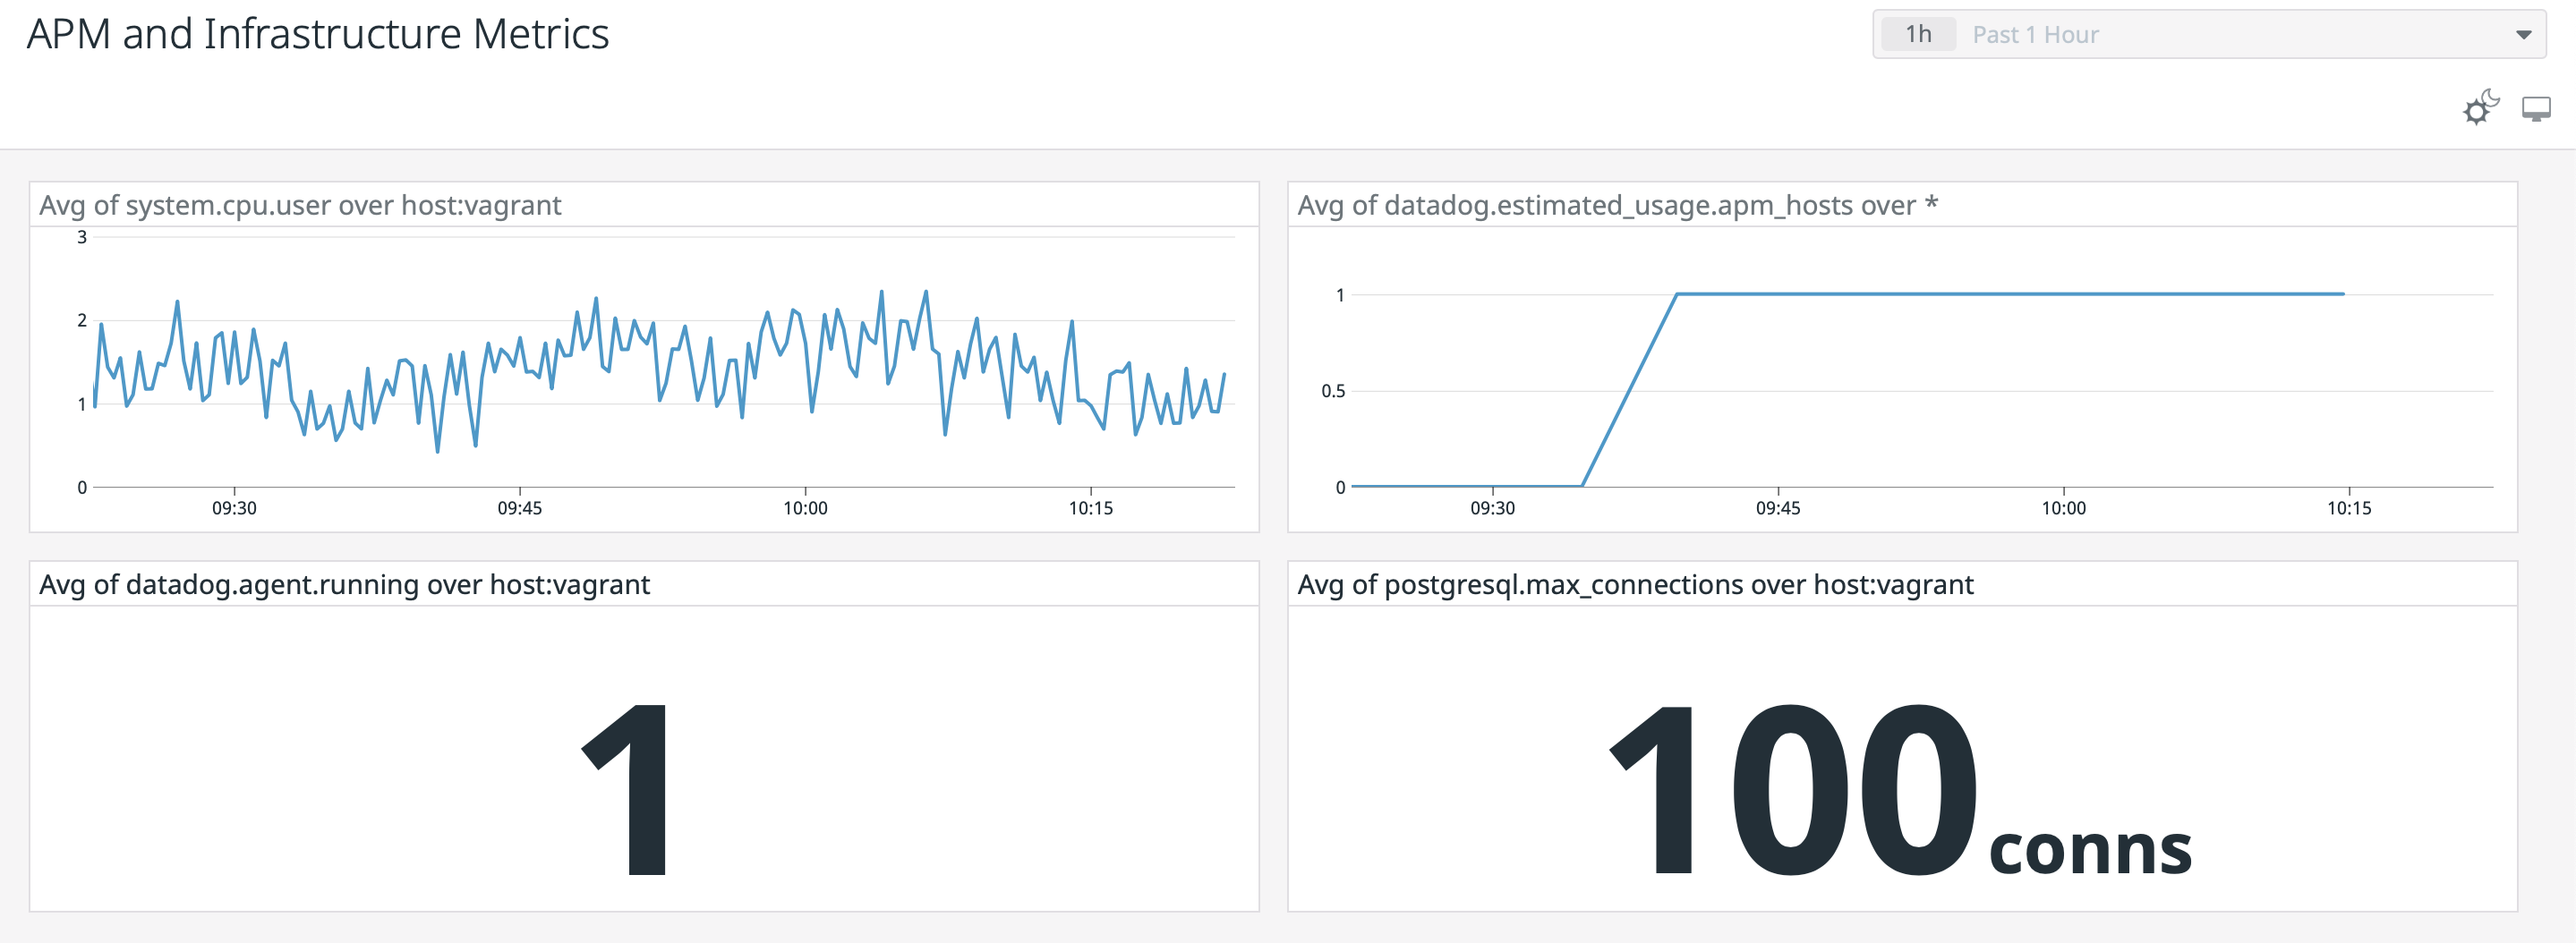 APM and Infrastructure Metrics
1h Past 1 Hour
Avg of system.cpu.user over host:vagrant
3
2
1
0
09:30 09:45 10:00 10:15
Avg of datadog.estimated_usage.apm_hosts over *
1
0.5
0
09:30 09:45 10:00 10:15
Avg of datadog.agent.running over host:vagrant
1
Avg of postgresql.max_connections over host:vagrant
100 conns